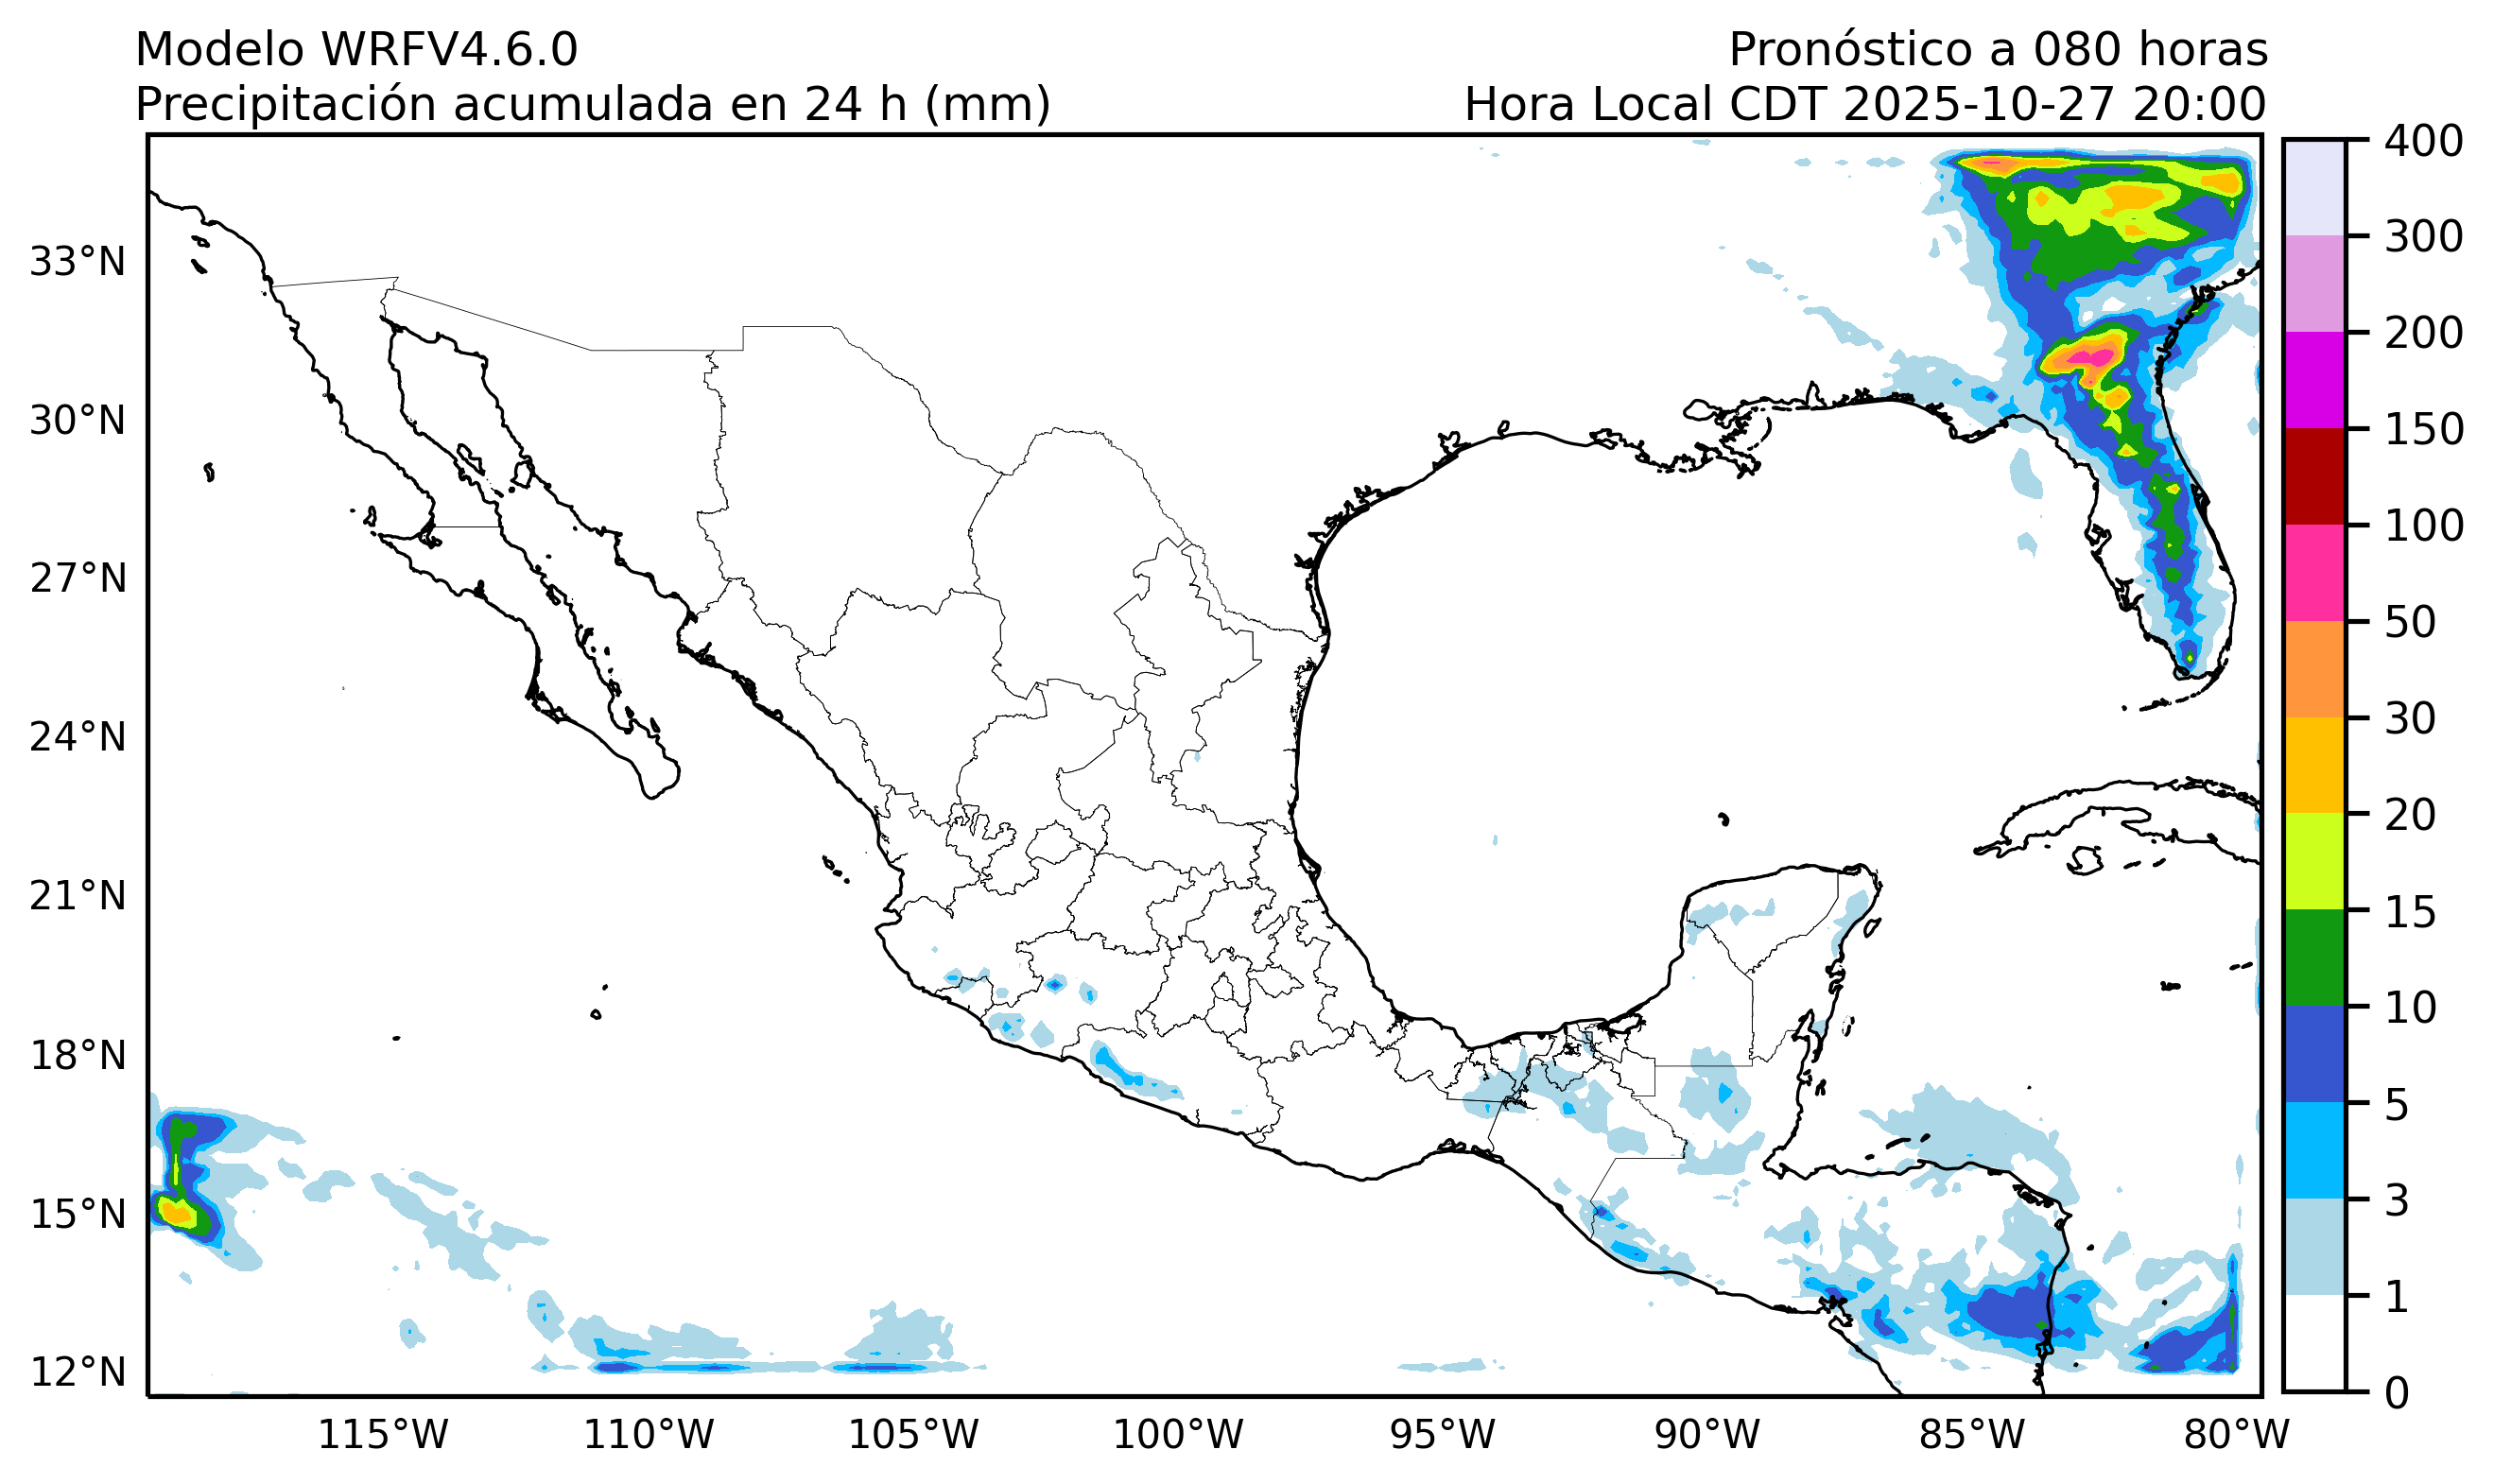 Modelo WRFV4.6.0
Pronóstico a 080 horas
Precipitación acumulada en 24 h (mm)
Hora Local CDT 2025-10-27 20:00
400
300
200
150
100
50
30
20
15
10
5
3
1
0
33°N
30°N
27°N
24°N
21°N
18°N
15°N
12°N
115°W
110°W
105°W
100°W
95°W
90°W
85°W
80°W